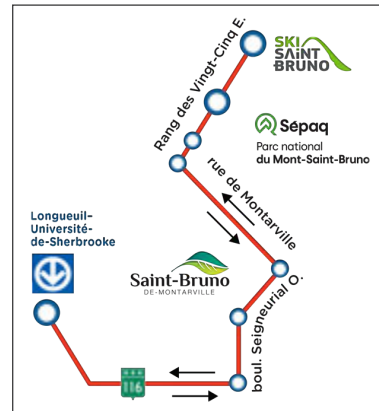 SKI
SAINT
BRUNO
Rang des Vingt-Cinq E.
Sépaq
Parc national
du Mont-Saint-Bruno
rue de Montarville
Longueuil–
Université–
de-Sherbrooke
Saint-Bruno
DE-MONTARVILLE
boul. Seigneurial O.
116